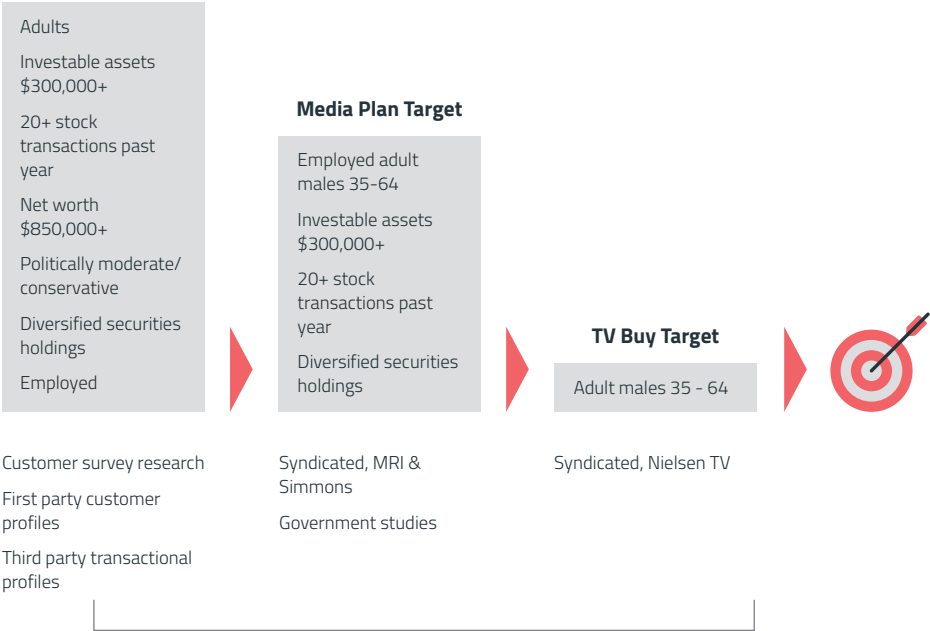 Adults
Investable assets
$300,000+
20+ stock
transactions past
year
Net worth
$850,000+
Politically moderate/
conservative
Diversified securities
holdings
Employed
Customer survey research
First party customer
profiles
Third party transactional
profiles
Media Plan Target
Employed adult
males 35-64
Investable assets
$300,000+
20+ stock
transactions past
year
Diversified securities
holdings
Syndicated, MRI &
Simmons
Government studies
TV Buy Target
Adult males 35 - 64
Syndicated, Nielsen TV